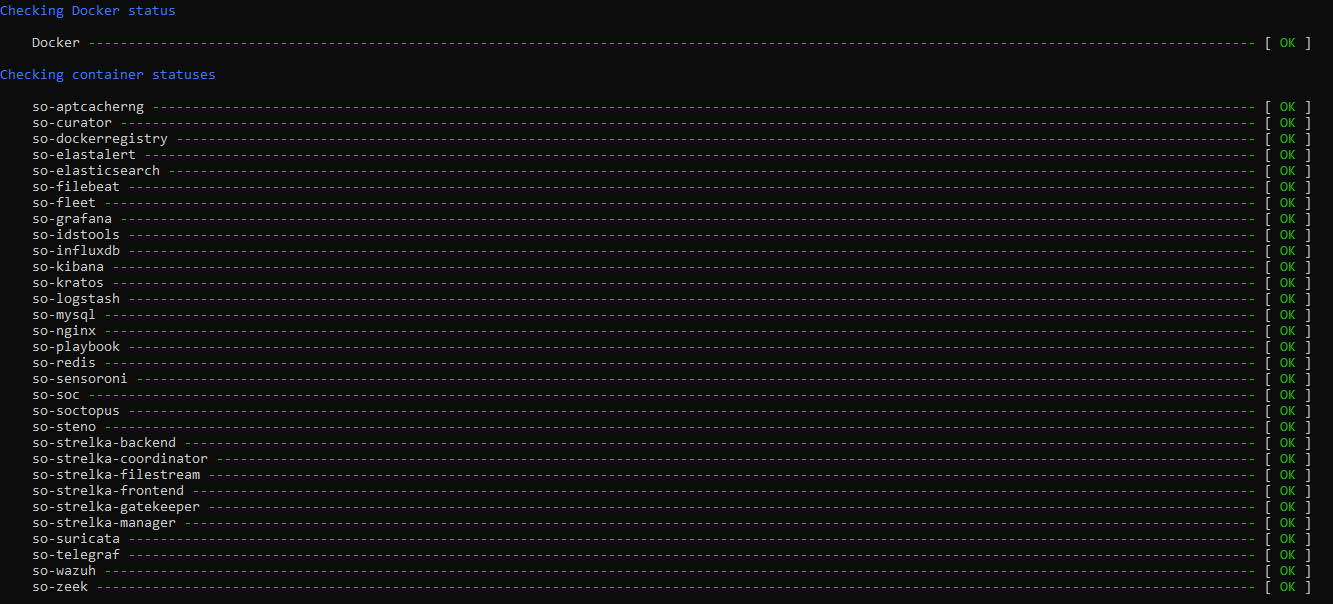 Checking Docker status
Docker ------------------------------------------------------------------------------------------------------------------------------------------------- [ OK ]
Checking container statuses
so-aptcacherng ----------------------------------------------------------------------------------------------------------------------------------------- [ OK ]
so-curator --------------------------------------------------------------------------------------------------------------------------------------------- [ OK ]
so-dockerregistry -------------------------------------------------------------------------------------------------------------------------------------- [ OK ]
so-elastalert ------------------------------------------------------------------------------------------------------------------------------------------ [ OK ]
so-elasticsearch --------------------------------------------------------------------------------------------------------------------------------------- [ OK ]
so-filebeat -------------------------------------------------------------------------------------------------------------------------------------------- [ OK ]
so-fleet ----------------------------------------------------------------------------------------------------------------------------------------------- [ OK ]
so-grafana --------------------------------------------------------------------------------------------------------------------------------------------- [ OK ]
so-idstools -------------------------------------------------------------------------------------------------------------------------------------------- [ OK ]
so-influxdb -------------------------------------------------------------------------------------------------------------------------------------------- [ OK ]
so-kibana ---------------------------------------------------------------------------------------------------------------------------------------------- [ OK ]
so-kratos ---------------------------------------------------------------------------------------------------------------------------------------------- [ OK ]
so-logstash -------------------------------------------------------------------------------------------------------------------------------------------- [ OK ]
so-mysql ----------------------------------------------------------------------------------------------------------------------------------------------- [ OK ]
so-nginx ----------------------------------------------------------------------------------------------------------------------------------------------- [ OK ]
so-playbook -------------------------------------------------------------------------------------------------------------------------------------------- [ OK ]
so-redis ----------------------------------------------------------------------------------------------------------------------------------------------- [ OK ]
so-sensoroni ------------------------------------------------------------------------------------------------------------------------------------------- [ OK ]
so-soc ------------------------------------------------------------------------------------------------------------------------------------------------- [ OK ]
so-soctopus -------------------------------------------------------------------------------------------------------------------------------------------- [ OK ]
so-steno ----------------------------------------------------------------------------------------------------------------------------------------------- [ OK ]
so-strelka-backend ------------------------------------------------------------------------------------------------------------------------------------- [ OK ]
so-strelka-coordinator --------------------------------------------------------------------------------------------------------------------------------- [ OK ]
so-strelka-filestream ---------------------------------------------------------------------------------------------------------------------------------- [ OK ]
so-strelka-frontend ------------------------------------------------------------------------------------------------------------------------------------ [ OK ]
so-strelka-gatekeeper ---------------------------------------------------------------------------------------------------------------------------------- [ OK ]
so-strelka-manager ------------------------------------------------------------------------------------------------------------------------------------- [ OK ]
so-suricata -------------------------------------------------------------------------------------------------------------------------------------------- [ OK ]
so-telegraf -------------------------------------------------------------------------------------------------------------------------------------------- [ OK ]
so-wazuh ----------------------------------------------------------------------------------------------------------------------------------------------- [ OK ]
so-zeek ------------------------------------------------------------------------------------------------------------------------------------------------ [ OK ]